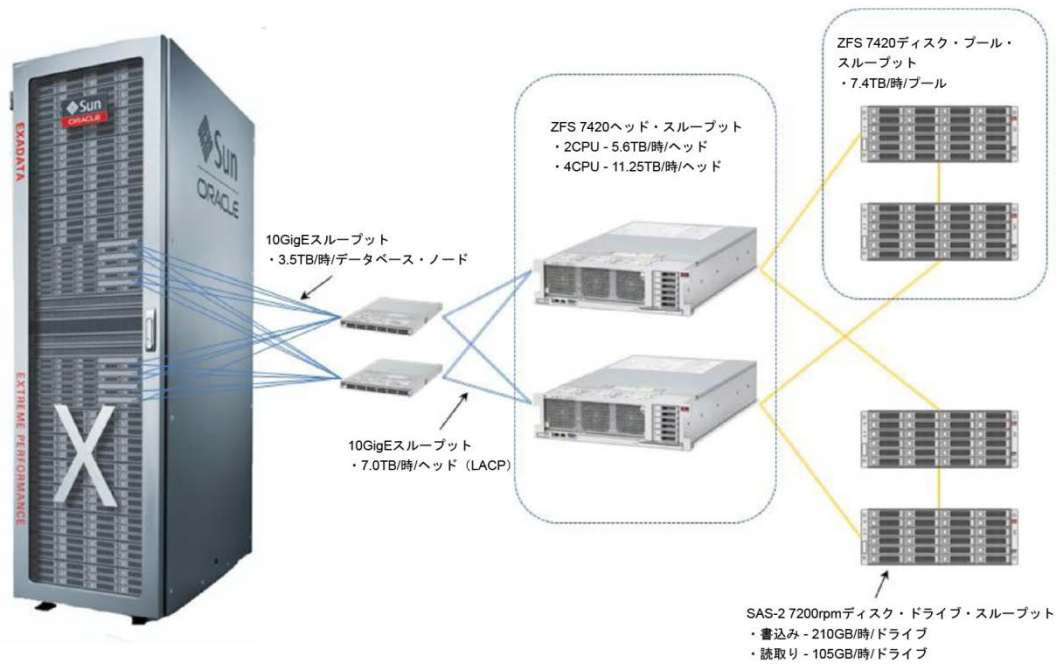 Sun
ORACLE
EXADATA
Sun
ORACLE
EXTREME PERFORMANCE
X
10GigEスループット
・3.5TB/時/データベース・ノード
10GigEスループット
・7.0TB/時/ヘッド（LACP）
ZFS 7420ヘッド・スループット
・2CPU - 5.6TB/時/ヘッド
・4CPU - 11.25TB/時/ヘッド
ZFS 7420ディスク・プール・
スループット
・7.4TB/時/プール
SAS-2 7200rpmディスク・ドライブ・スループット
・書込み - 210GB/時/ドライブ
・読取り - 105GB/時/ドライブ